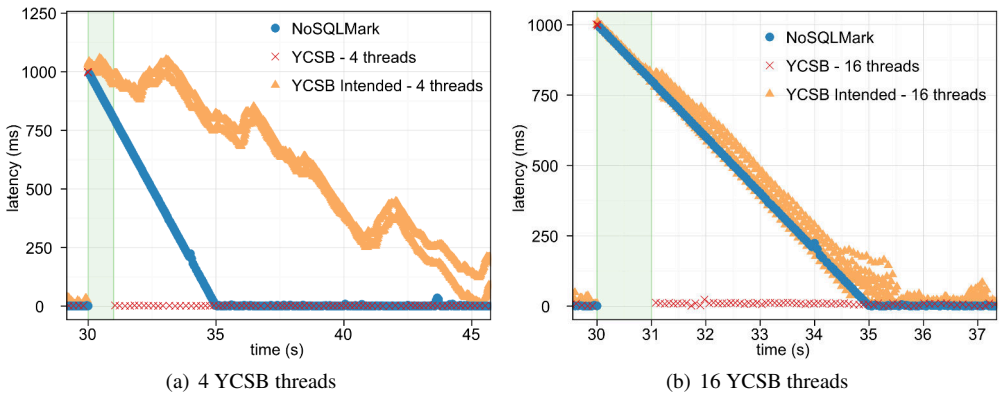 1250
1000
750
500
250
0
latency (ms)
NoSQLMark
YCSB - 4 threads
YCSB Intended - 4 threads
30 35 40 45
time (s)
(a) 4 YCSB threads
1000
750
500
250
0
latency (ms)
NoSQLMark
YCSB - 16 threads
YCSB Intended - 16 threads
30 31 32 33 34 35 36 37
time (s)
(b) 16 YCSB threads